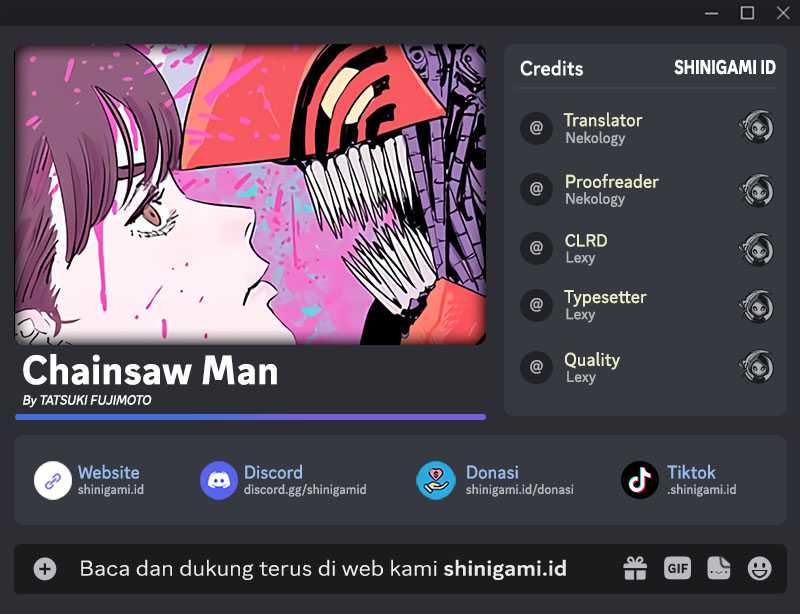 Chainsaw Man
By TATSUKI FUJIMOTO
Credits
SHINIGAMI ID
@
Translator
Nekology
@
Proofreader
Nekology
@
CLRD
Lexy
@
Typesetter
Lexy
@
Quality
Lexy
Website
shinigami.id
Discord
discord.gg/shinigamid
$
Donasi
shinigami.id/donasi
Tiktok
.shinigami.id
Baca dan dukung terus di web kami shinigami.id
GIF